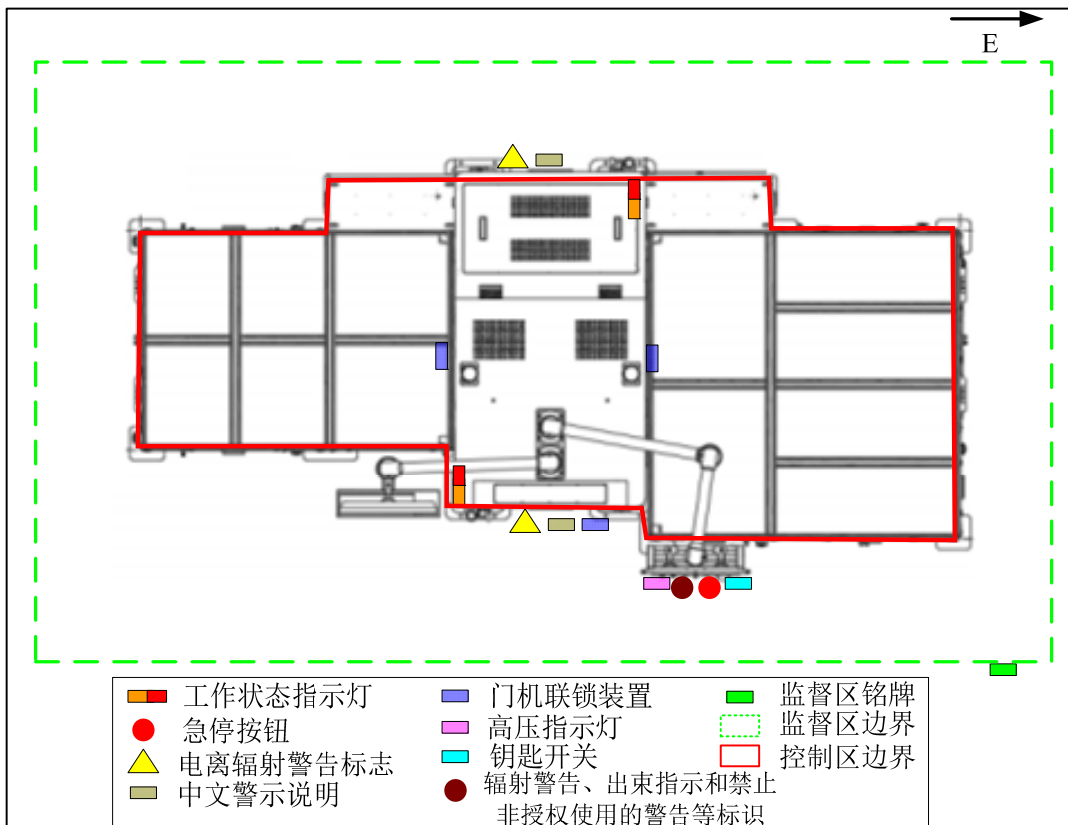 E
工作状态指示灯
门机联锁装置
监督区铭牌
急停按钮
高压指示灯
监督区边界
电离辐射警告标志
钥匙开关
控制区边界
中文警示说明
辐射警告、出束指示和禁止
非授权使用的警告等标识